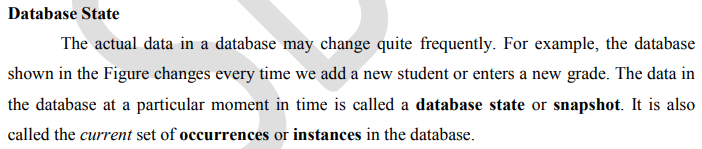 Database State
The actual data in a database may change quite frequently. For example, the database
shown in the Figure changes every time we add a new student or enters a new grade. The data in
the database at a particular moment in time is called a database state or snapshot. It is also
called the current set of occurrences or instances in the database.